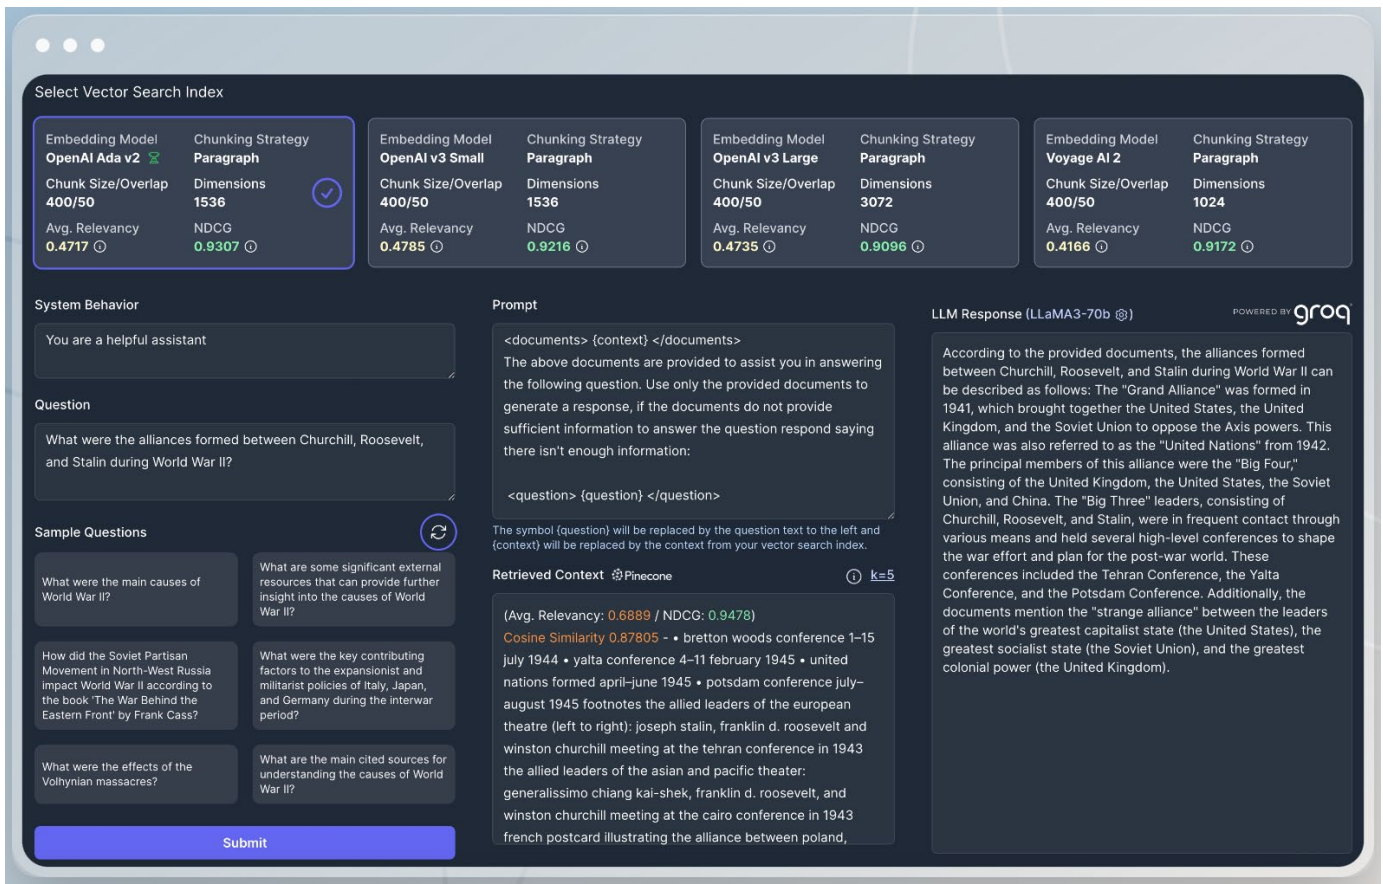 Select Vector Search Index
Embedding Model
OpenAI Ada v2
Chunking Strategy
Paragraph
Chunk Size/Overlap
400/50
Dimensions
1536
Avg. Relevancy
0.4717
NDCG
0.9307
Embedding Model
OpenAI v3 Small
Chunking Strategy
Paragraph
Chunk Size/Overlap
400/50
Dimensions
1536
Avg. Relevancy
0.4785
NDCG
0.9216
Embedding Model
OpenAI v3 Large
Chunking Strategy
Paragraph
Chunk Size/Overlap
400/50
Dimensions
3072
Avg. Relevancy
0.4735
NDCG
0.9096
Embedding Model
Voyage AI 2
Chunking Strategy
Paragraph
Chunk Size/Overlap
400/50
Dimensions
1024
Avg. Relevancy
0.4166
NDCG
0.9172
System Behavior
You are a helpful assistant
Question
What were the alliances formed between Churchill, Roosevelt,
and Stalin during World War II?
Sample Questions
What were the main causes of
World War II?
What are some significant external
resources that can provide further
insight into the causes of World
War II?
How did the Soviet Partisan
Movement in North-West Russia
impact World War II according to
the book 'The War Behind the
Eastern Front' by Frank Cass?
What were the key contributing
factors to the expansionist and
militarist policies of Italy, Japan,
and Germany during the interwar
period?
What were the effects of the
Volhynian massacres?
What are the main cited sources for
understanding the causes of World
War II?
Submit
Prompt
<documents> {context} </documents>
The above documents are provided to assist you in answering
the following question. Use only the provided documents to
generate a response, if the documents do not provide
sufficient information to answer the question respond saying
there isn't enough information:
<question> {question} </question>
The symbol {question} will be replaced by the question text to the left and
{context} will be replaced by the context from your vector search index.
Retrieved Context Pinecone
k=5
(Avg. Relevancy: 0.6889 / NDCG: 0.9478)
Cosine Similarity 0.87805 - • bretton woods conference 1–15
july 1944 • yalta conference 4–11 february 1945 • united
nations formed april–june 1945 • potsdam conference july–
august 1945 footnotes the allied leaders of the european
theatre (left to right): joseph stalin, franklin d. roosevelt and
winston churchill meeting at the tehran conference in 1943
the allied leaders of the asian and pacific theater:
generalissimo chiang kai-shek, franklin d. roosevelt, and
winston churchill meeting at the cairo conference in 1943
french postcard illustrating the alliance between poland,
LLM Response (LLaMA3-70b)
POWERED BY groq
According to the provided documents, the alliances formed
between Churchill, Roosevelt, and Stalin during World War II can
be described as follows: The "Grand Alliance" was formed in
1941, which brought together the United States, the United
Kingdom, and the Soviet Union to oppose the Axis powers. This
alliance was also referred to as the "United Nations" from 1942.
The principal members of this alliance were the "Big Four,"
consisting of the United Kingdom, the United States, the Soviet
Union, and China. The "Big Three" leaders, consisting of
Churchill, Roosevelt, and Stalin, were in frequent contact through
various means and held several high-level conferences to shape
the war effort and plan for the post-war world. These
conferences included the Tehran Conference, the Yalta
Conference, and the Potsdam Conference. Additionally, the
documents mention the "strange alliance" between the leaders
of the world's greatest capitalist state (the United States), the
greatest socialist state (the Soviet Union), and the greatest
colonial power (the United Kingdom).